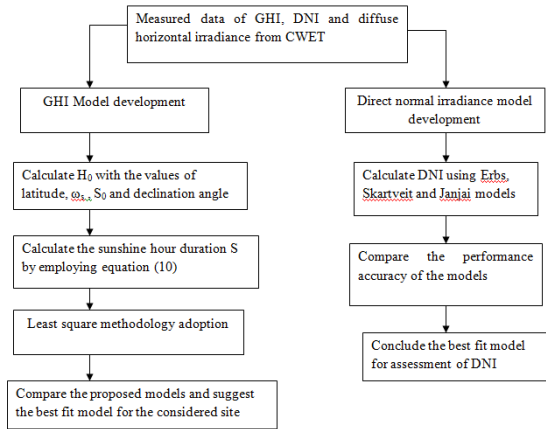 Measured data of GHI, DNI and diffuse
horizontal irradiance from CWET
GHI Model development
Calculate H0 with the values of
latitude, ωs, S0 and declination angle
Calculate the sunshine hour duration S
by employing equation (10)
Least square methodology adoption
Compare the proposed models and suggest
the best fit model for the considered site
Direct normal irradiance model
development
Calculate DNI using Erbs,
Skartveit and Janjai models
Compare the performance
accuracy of the models
Conclude the best fit model
for assessment of DNI